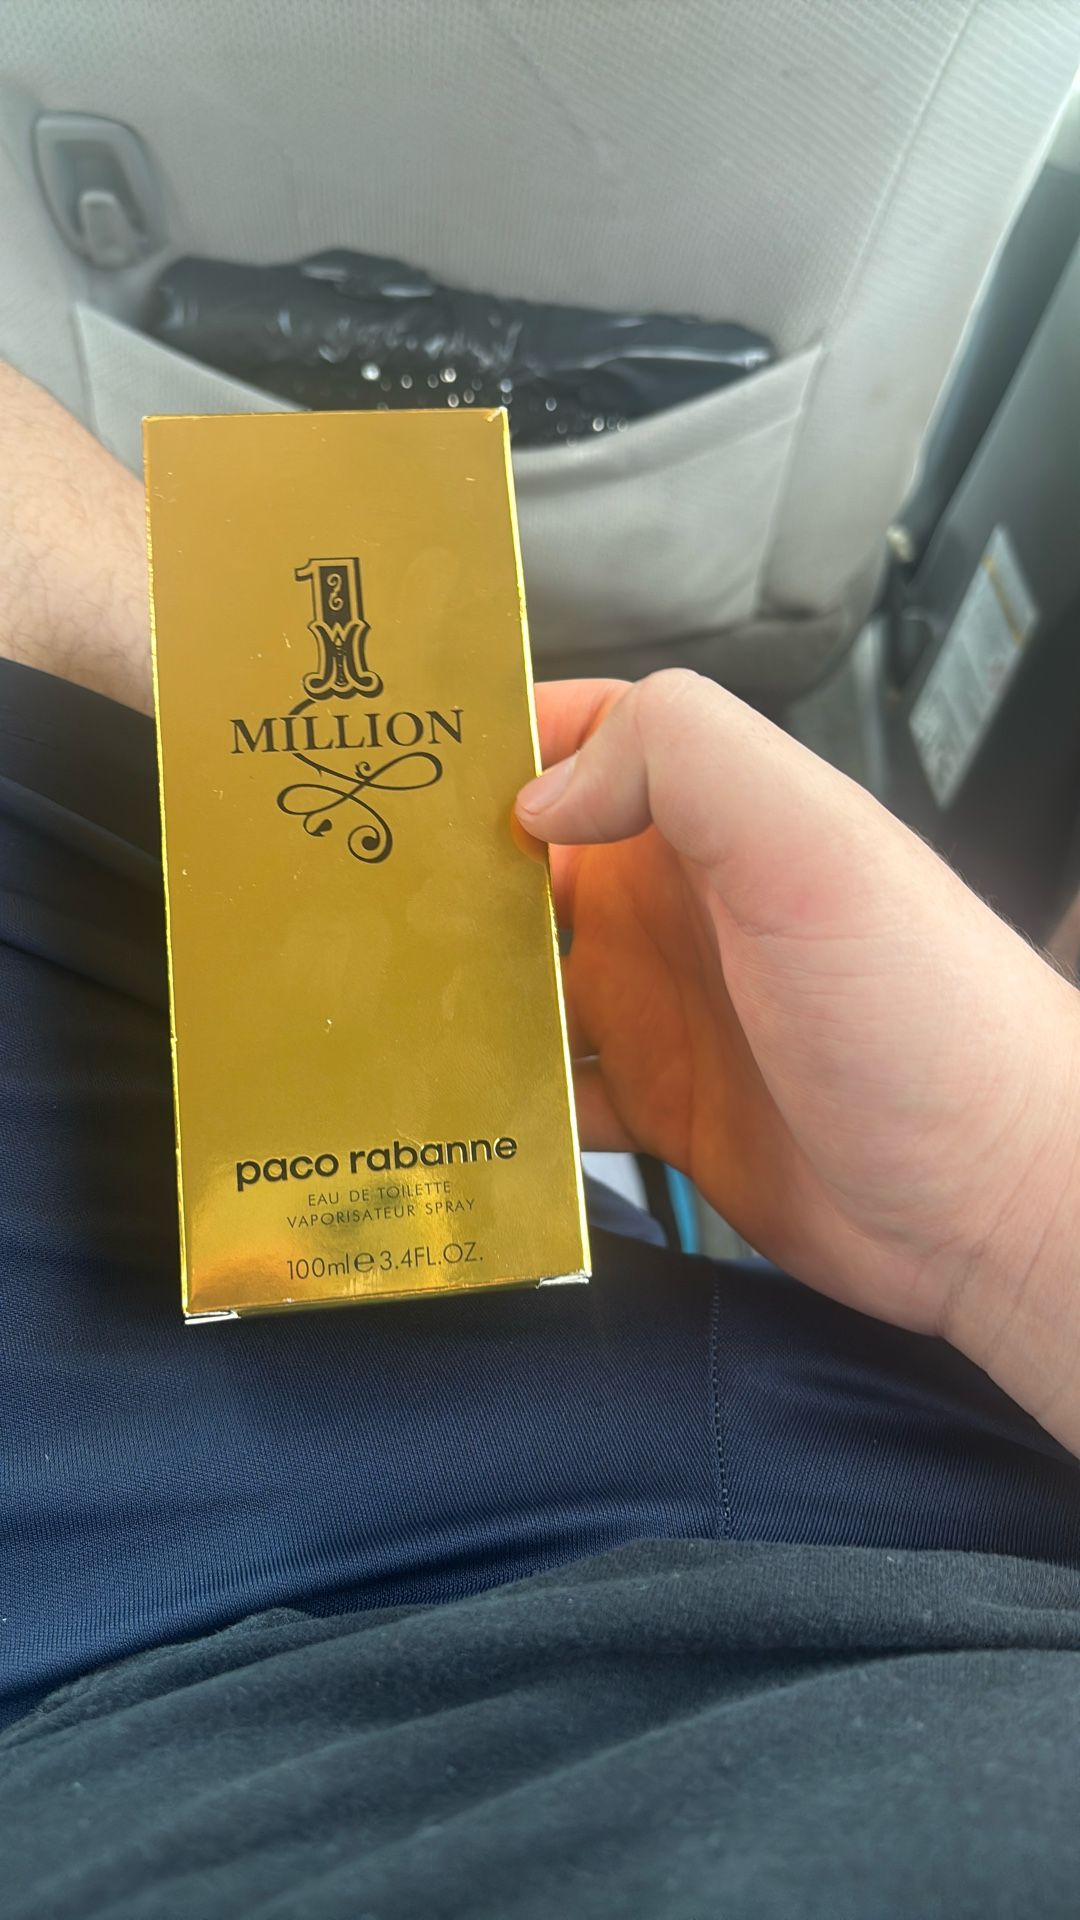 1
MILLION
paco rabanne
EAU DE TOILETTE
VAPORISATEUR SPRAY
100ml℮3.4FL.OZ.